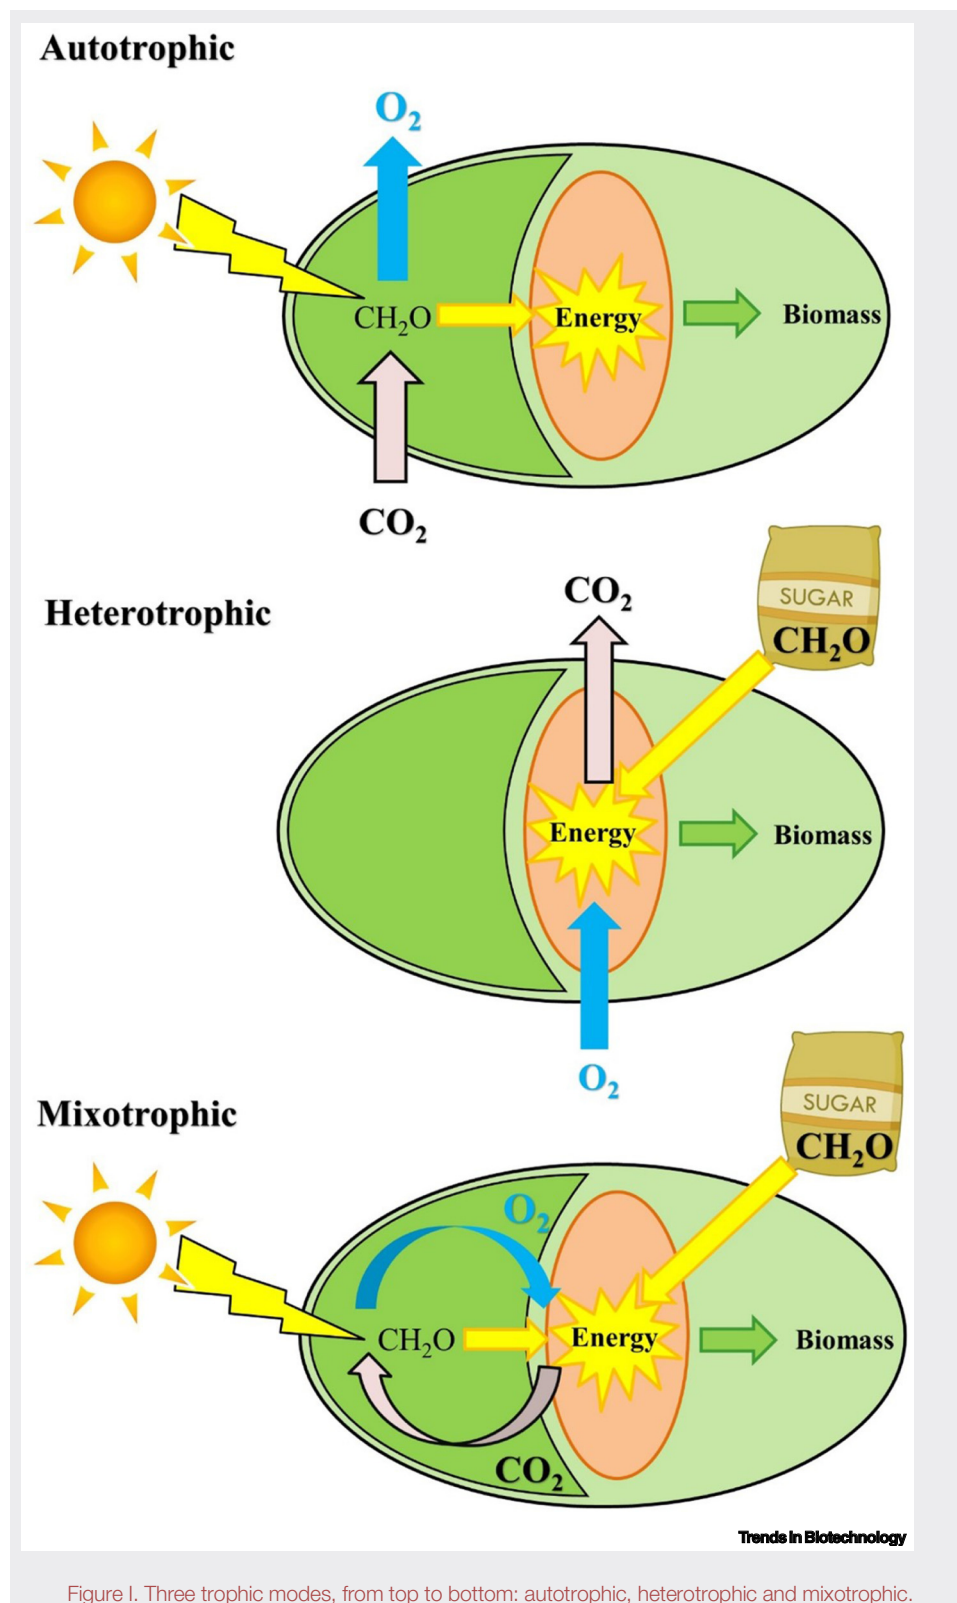 Autotrophic
O₂
CH₂O
Energy
Biomass
CO₂
Heterotrophic
CO₂
SUGAR
CH₂O
Energy
Biomass
O₂
Mixotrophic
SUGAR
CH₂O
O₂
CH₂O
Energy
Biomass
CO₂
Trends in Biotechnology
Figure I. Three trophic modes, from top to bottom: autotrophic, heterotrophic and mixotrophic.